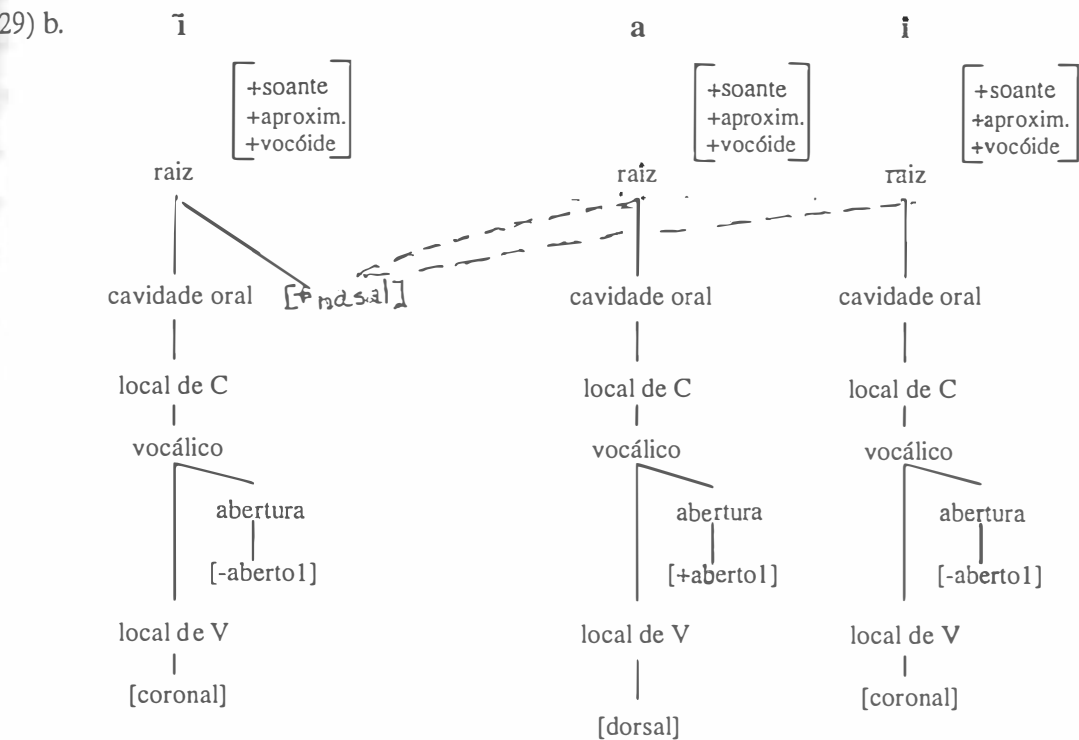 29) b. ĩ a i
+soante +soante +soante
+aproxim. +aproxim. +aproxim.
+vocóide +vocóide +vocóide
raiz raiz raiz
cavidade oral [+nasal] cavidade oral cavidade oral
local de C local de C local de C
vocálico vocálico vocálico
abertura abertura abertura
[-aberto1] [+aberto1] [-aberto1]
local de V local de V local de V
[coronal] [dorsal] [coronal]